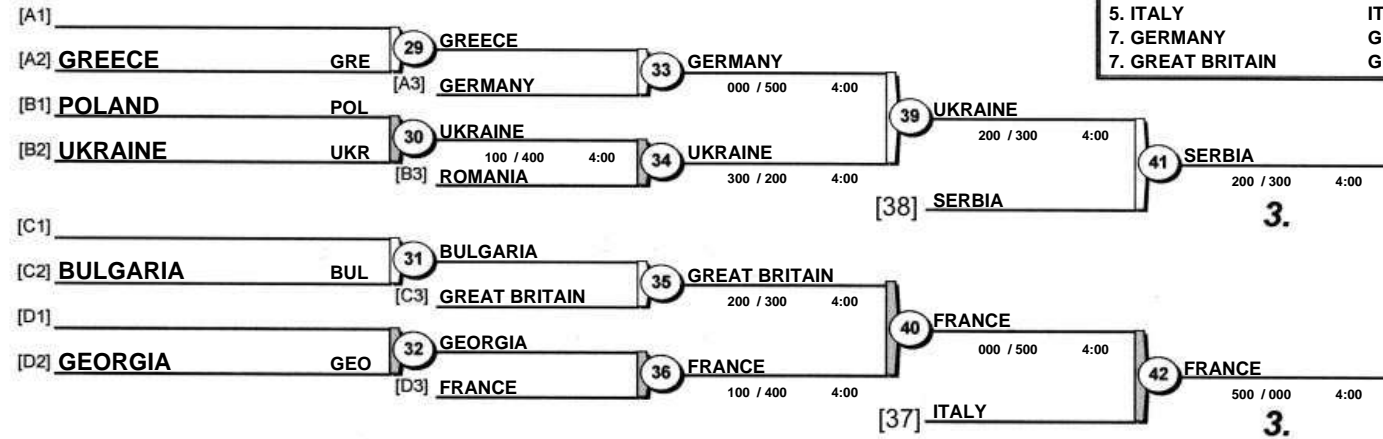 [A1]
[A2] GREECE GRE
29 GREECE
[A3] GERMANY
33 GERMANY
000 / 500 4:00
[B1] POLAND POL
[B2] UKRAINE UKR
30 UKRAINE
100 / 400 4:00
[B3] ROMANIA
34 UKRAINE
300 / 200 4:00
39 UKRAINE
200 / 300 4:00
[38] SERBIA
41 SERBIA
200 / 300 4:00
3.
[C1]
[C2] BULGARIA BUL
31 BULGARIA
[C3] GREAT BRITAIN
35 GREAT BRITAIN
200 / 300 4:00
[D1]
[D2] GEORGIA GEO
32 GEORGIA
[D3] FRANCE
36 FRANCE
100 / 400 4:00
40 FRANCE
000 / 500 4:00
[37] ITALY
42 FRANCE
500 / 000 4:00
3.
5. ITALY IT
7. GERMANY G
7. GREAT BRITAIN G